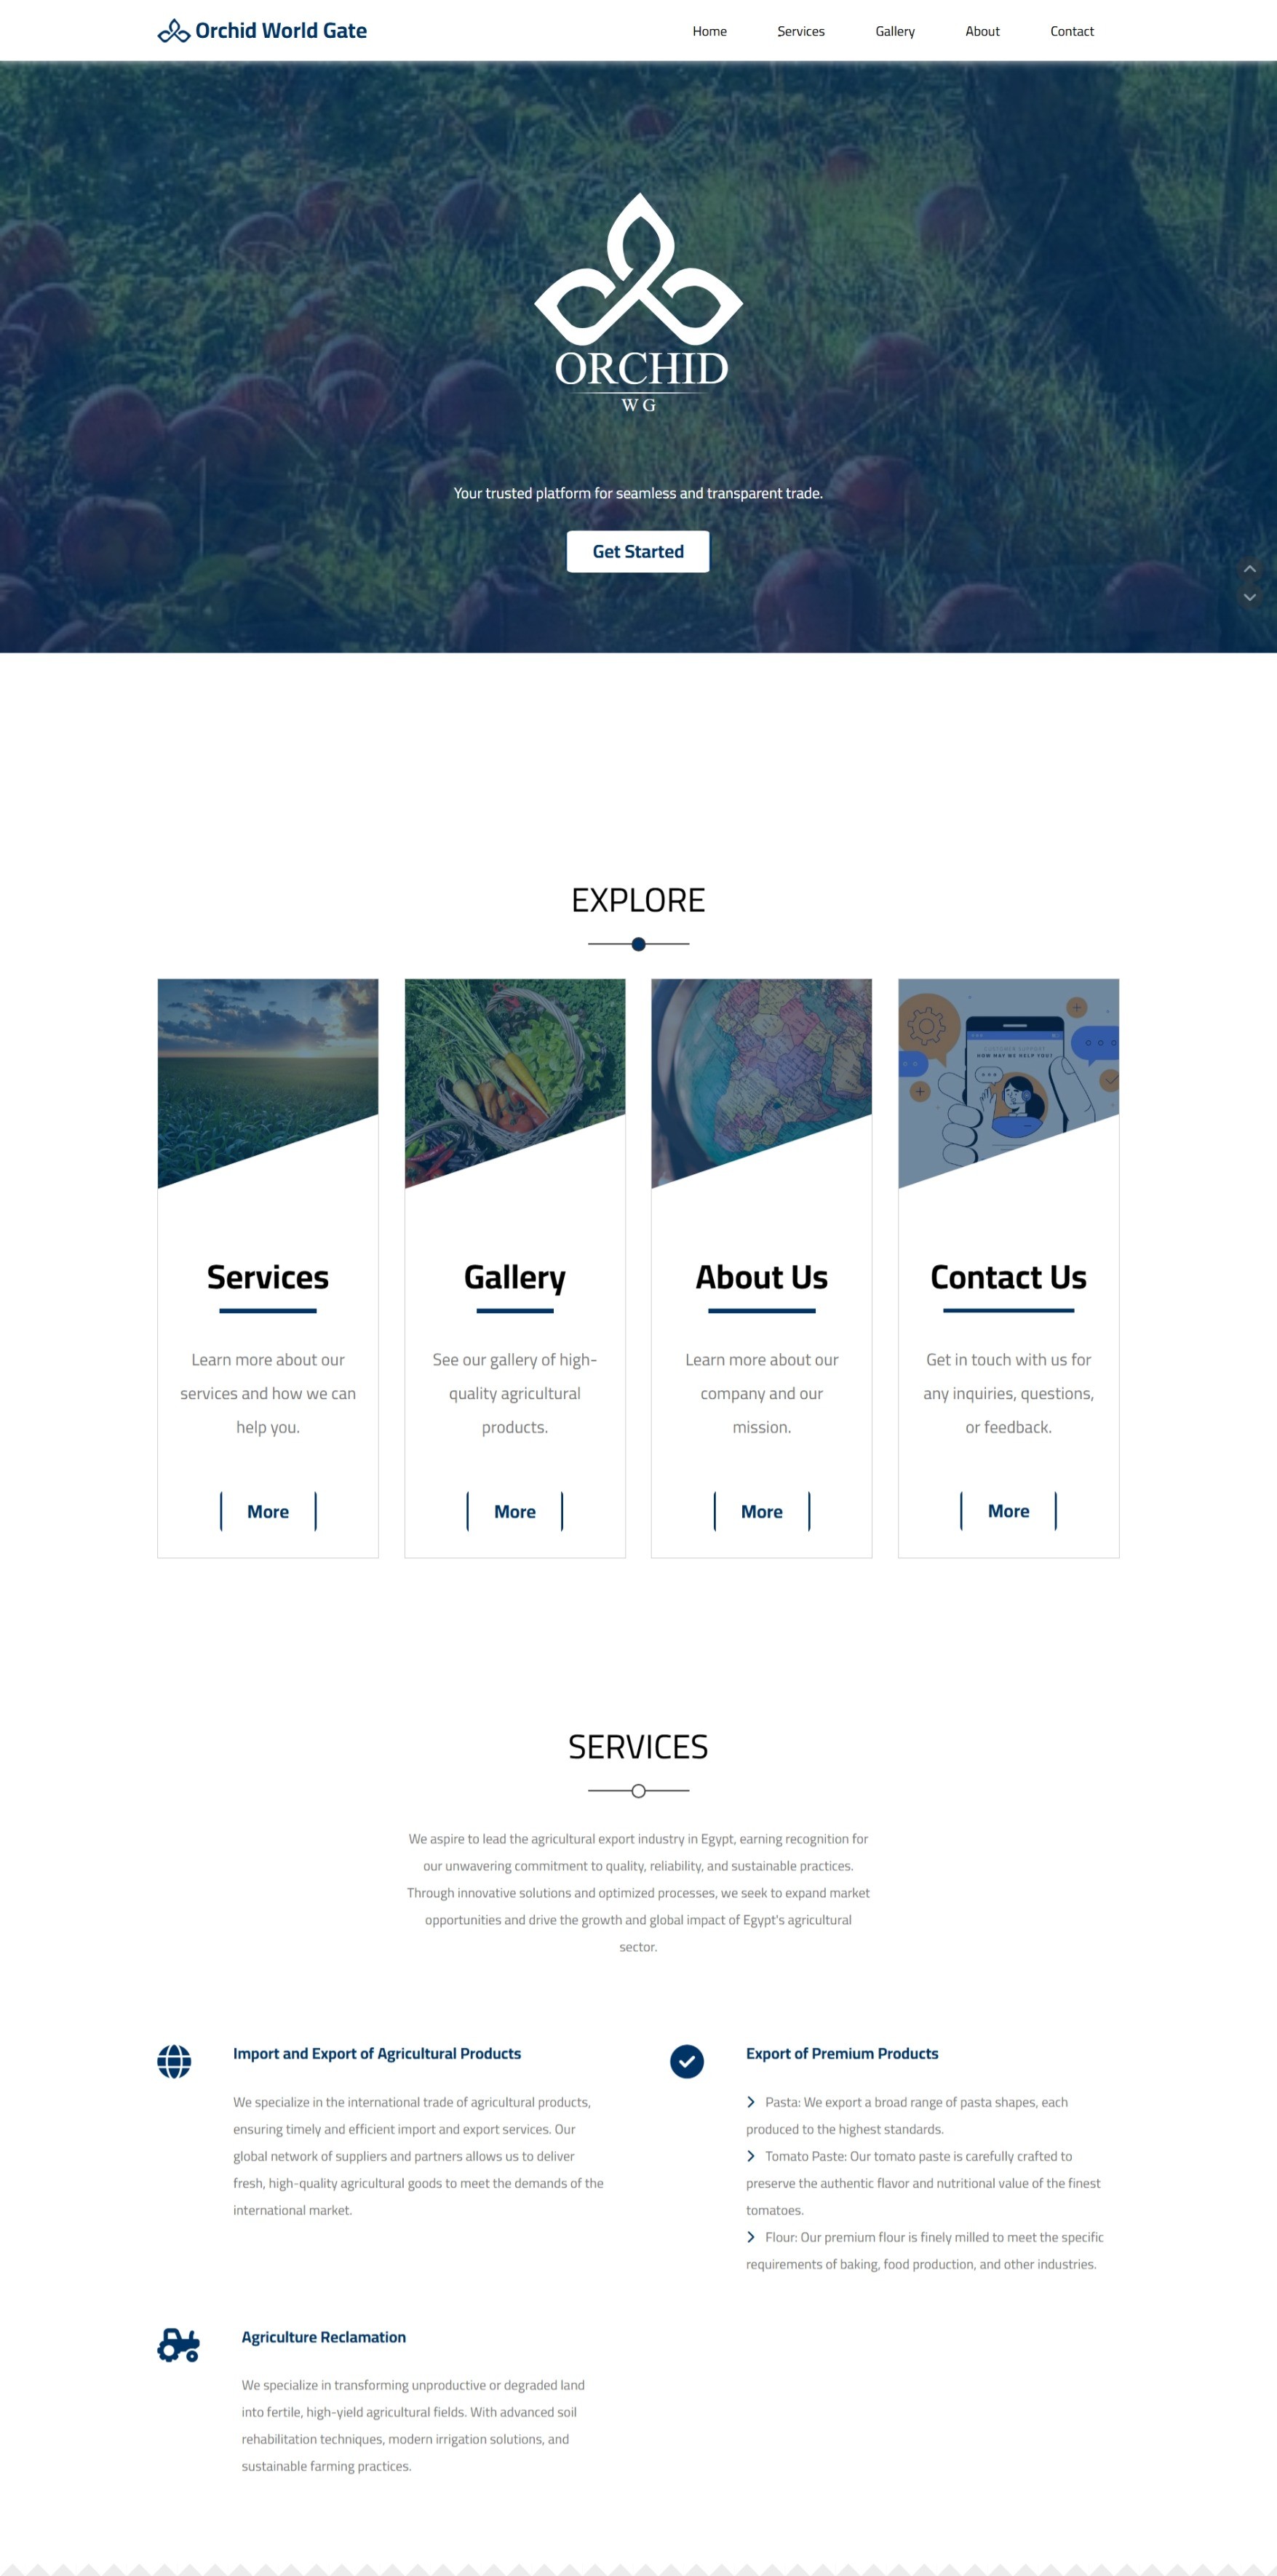 Orchid World Gate
Home Services Gallery About Contact
ORCHID
WG
Your trusted platform for seamless and transparent trade.
Get Started
EXPLORE
CUSTOMER SUPPORT
HOW MAY WE HELP YOU?
Services
Learn more about our
services and how we can
help you.
More
Gallery
See our gallery of high-
quality agricultural
products.
More
About Us
Learn more about our
company and our
mission.
More
Contact Us
Get in touch with us for
any inquiries, questions,
or feedback.
More
SERVICES
We aspire to lead the agricultural export industry in Egypt, earning recognition for
our unwavering commitment to quality, reliability, and sustainable practices.
Through innovative solutions and optimized processes, we seek to expand market
opportunities and drive the growth and global impact of Egypt's agricultural
sector.
Import and Export of Agricultural Products
We specialize in the international trade of agricultural products,
ensuring timely and efficient import and export services. Our
global network of suppliers and partners allows us to deliver
fresh, high-quality agricultural goods to meet the demands of the
international market.
Export of Premium Products
Pasta: We export a broad range of pasta shapes, each
produced to the highest standards.
Tomato Paste: Our tomato paste is carefully crafted to
preserve the authentic flavor and nutritional value of the finest
tomatoes.
Flour: Our premium flour is finely milled to meet the specific
requirements of baking, food production, and other industries.
Agriculture Reclamation
We specialize in transforming unproductive or degraded land
into fertile, high-yield agricultural fields. With advanced soil
rehabilitation techniques, modern irrigation solutions, and
sustainable farming practices.